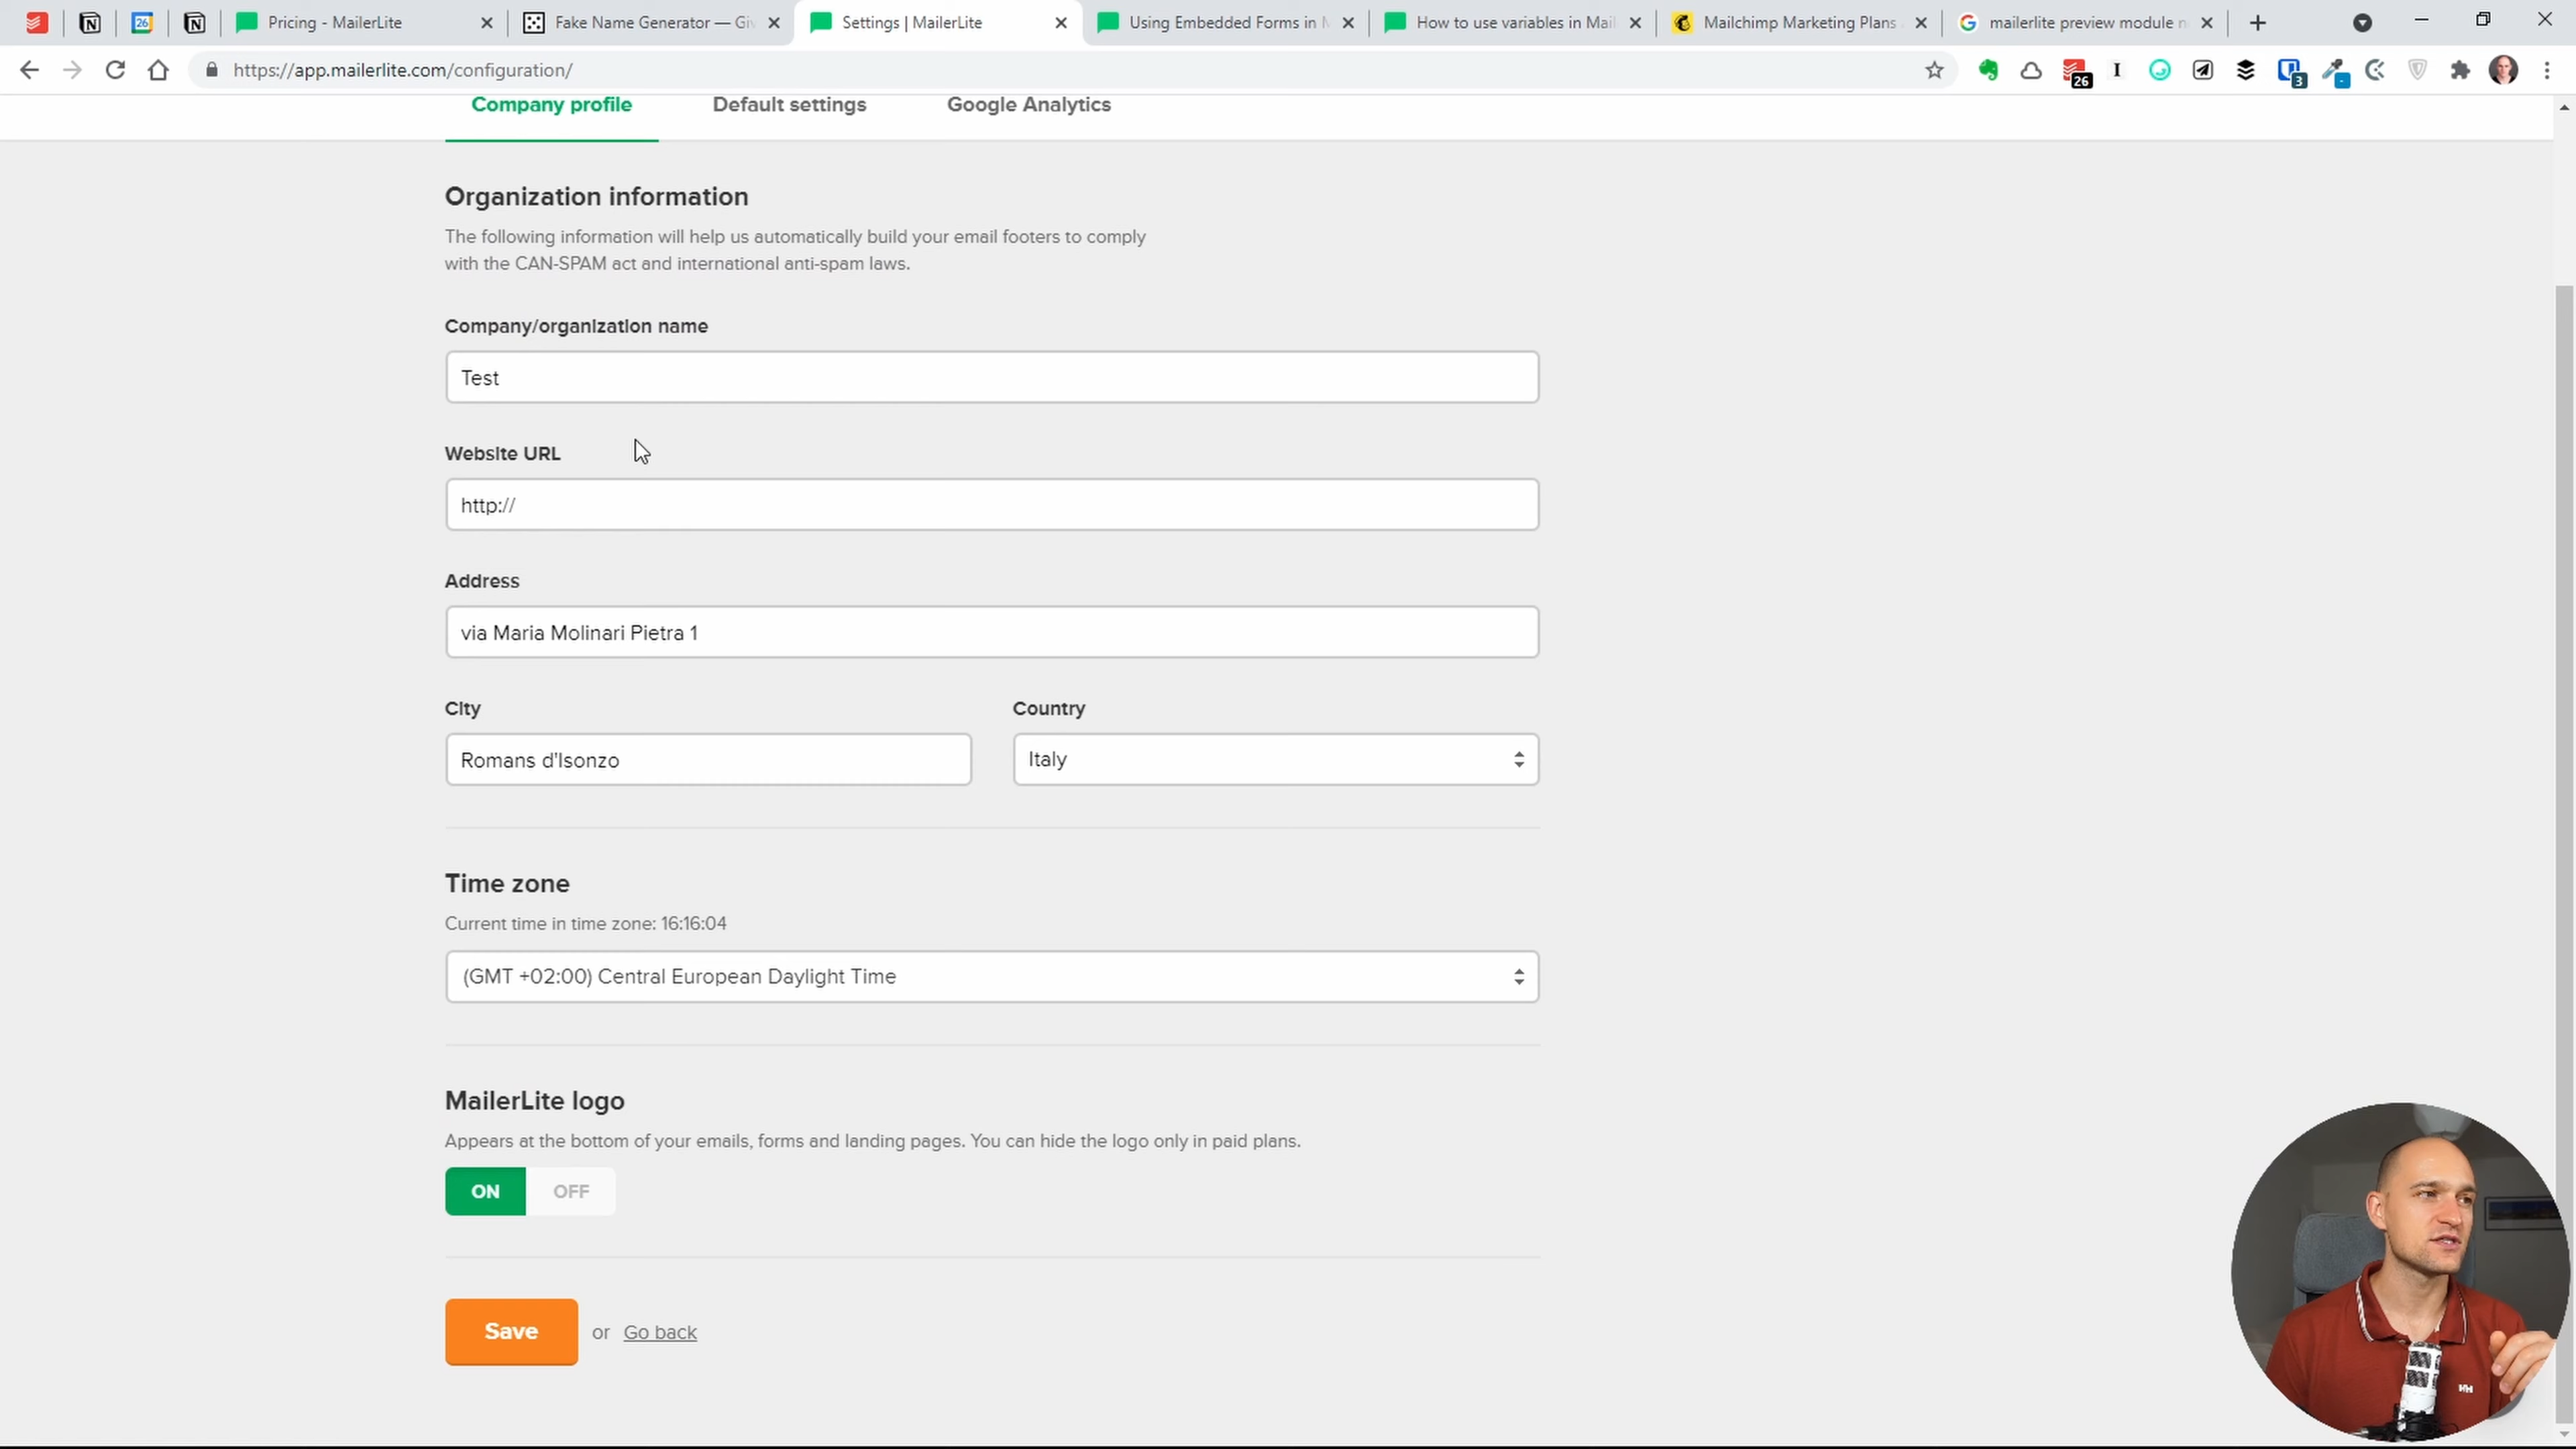 Pricing - MailerLite
Fake Name Generator — Gi
Settings | MailerLite
Using Embedded Forms in
How to use variables in Mail
Mailchimp Marketing Plans
mailerlite preview module n
https://app.mailerlite.com/configuration/
26
3
Company profile
Default settings
Google Analytics
Organization information
The following information will help us automatically build your email footers to comply
with the CAN-SPAM act and international anti-spam laws.
Company/organization name
Test
Website URL
http://
Address
via Maria Molinari Pietra 1
City
Country
Romans d'Isonzo
Italy
Time zone
Current time in time zone: 16:16:04
(GMT +02:00) Central European Daylight Time
MailerLite logo
Appears at the bottom of your emails, forms and landing pages. You can hide the logo only in paid plans.
ON
OFF
Save
or
Go back
HH